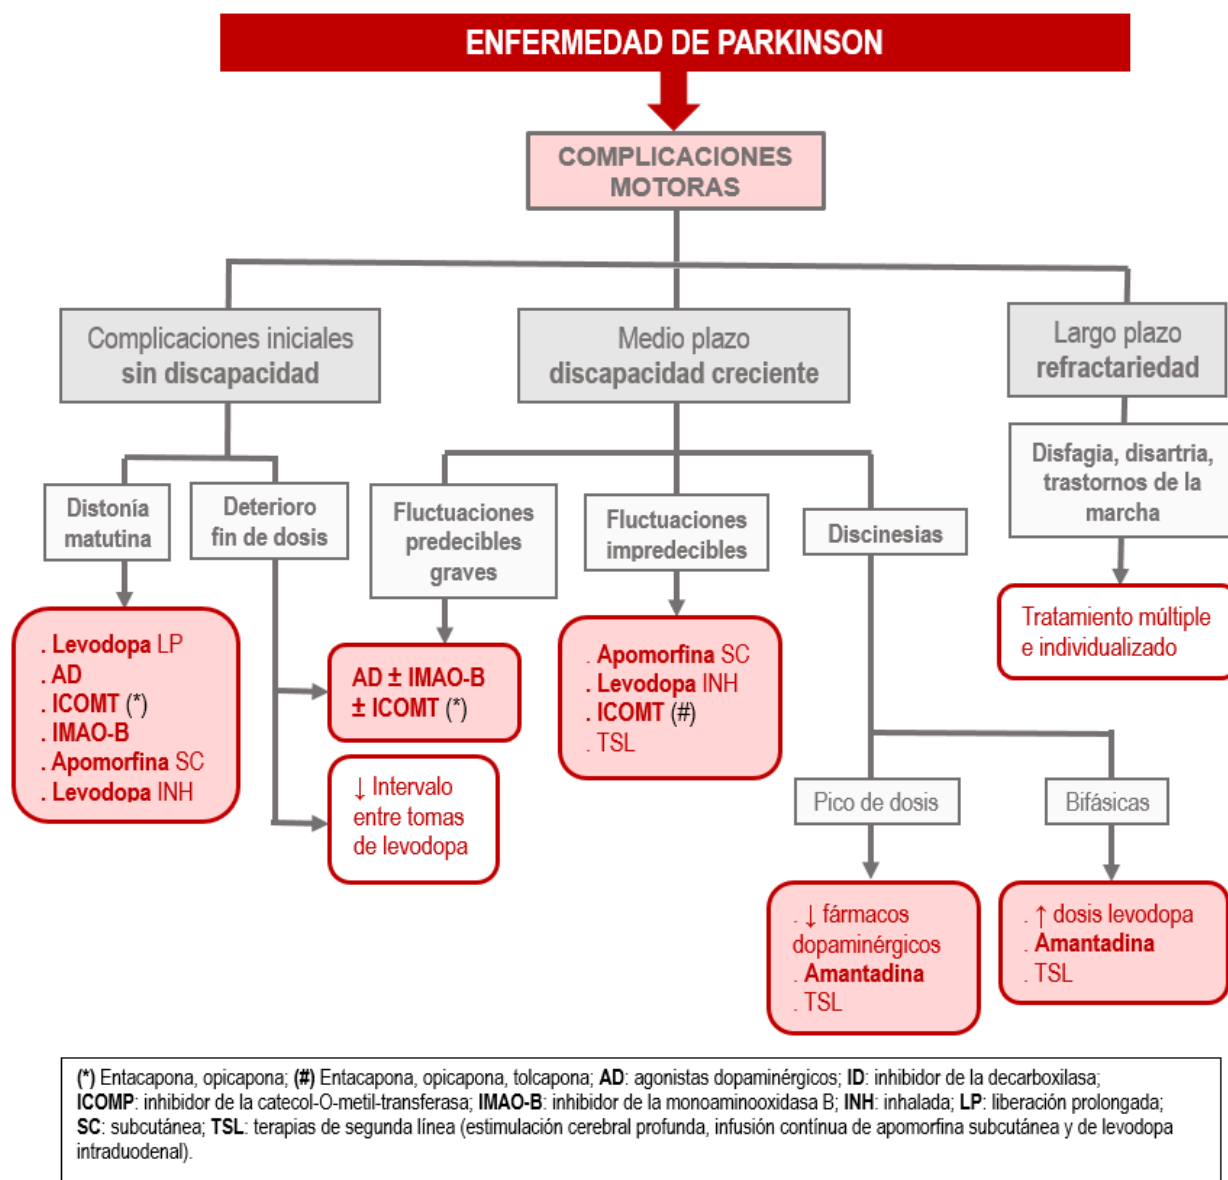 ENFERMEDAD DE PARKINSON
COMPLICACIONES
MOTORAS
Complicaciones iniciales
sin discapacidad
Medio plazo
discapacidad creciente
Largo plazo
refractariedad
Distonía
matutina
Deterioro
fin de dosis
Fluctuaciones
predecibles
graves
Fluctuaciones
impredecibles
Discinesias
Disfagia, disartria,
trastornos de la
marcha
. Levodopa LP
. AD
. ICOMT (*)
. IMAO-B
. Apomorfina SC
. Levodopa INH
AD ± IMAO-B
± ICOMT (*)
↓ Intervalo
entre tomas
de levodopa
. Apomorfina SC
. Levodopa INH
. ICOMT (#)
. TSL
Tratamiento múltiple
e individualizado
Pico de dosis
Bifásicas
. ↓ fármacos
dopaminérgicos
. Amantadina
. TSL
. ↑ dosis levodopa
. Amantadina
. TSL
(*) Entacapona, opicapona; (#) Entacapona, opicapona, tolcapona; AD: agonistas dopaminérgicos; ID: inhibidor de la decarboxilasa;
ICOMP: inhibidor de la catecol-O-metil-transferasa; IMAO-B: inhibidor de la monoaminooxidasa B; INH: inhalada; LP: liberación prolongada;
SC: subcutánea; TSL: terapias de segunda línea (estimulación cerebral profunda, infusión contínua de apomorfina subcutánea y de levodopa
intraduodenal).